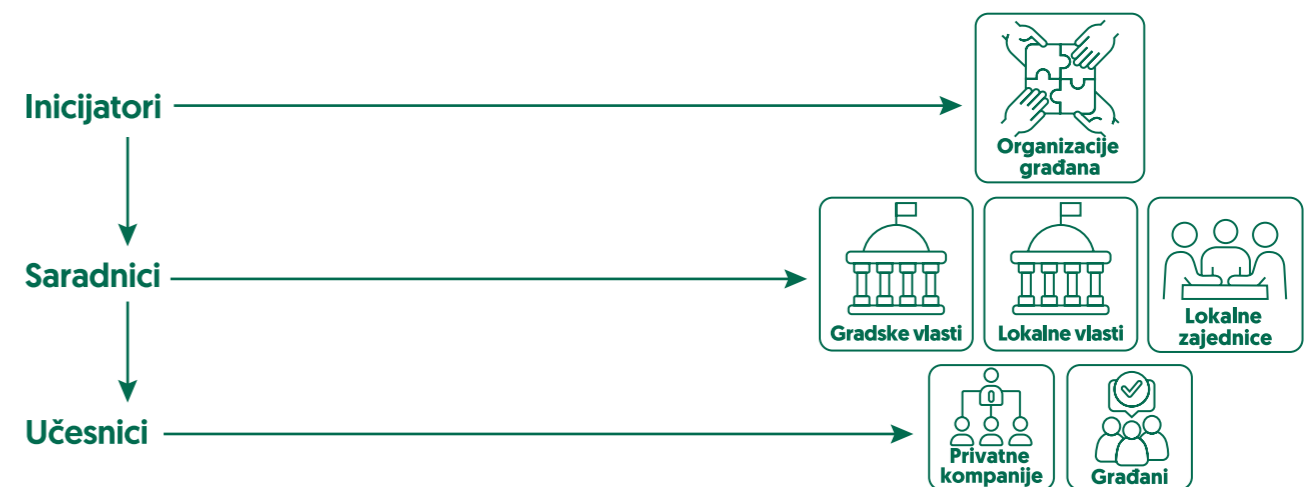 Inicijatori
Organizacije
građana
Saradnici
Gradske vlasti
Lokalne vlasti
Lokalne
zajednice
Učesnici
Privatne
kompanije
Građani